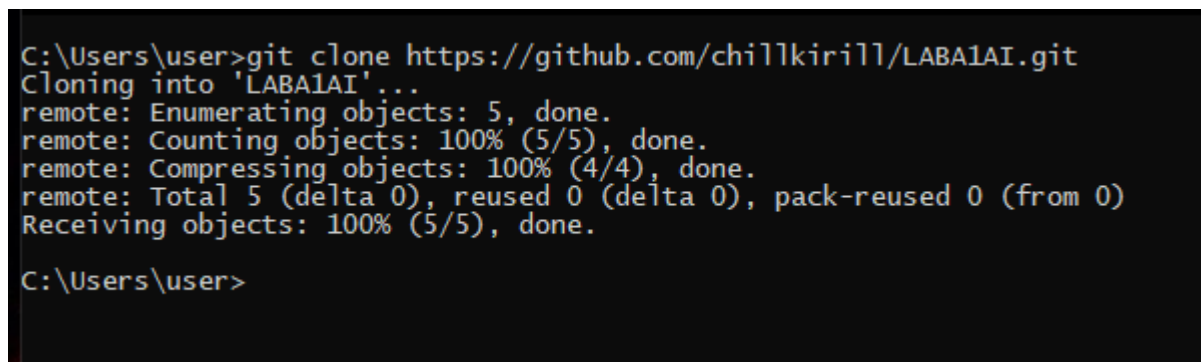 C:\Users\user>git clone https://github.com/chillkirill/LABA1AI.git
Cloning into 'LABA1AI'...
remote: Enumerating objects: 5, done.
remote: Counting objects: 100% (5/5), done.
remote: Compressing objects: 100% (4/4), done.
remote: Total 5 (delta 0), reused 0 (delta 0), pack-reused 0 (from 0)
Receiving objects: 100% (5/5), done.
C:\Users\user>